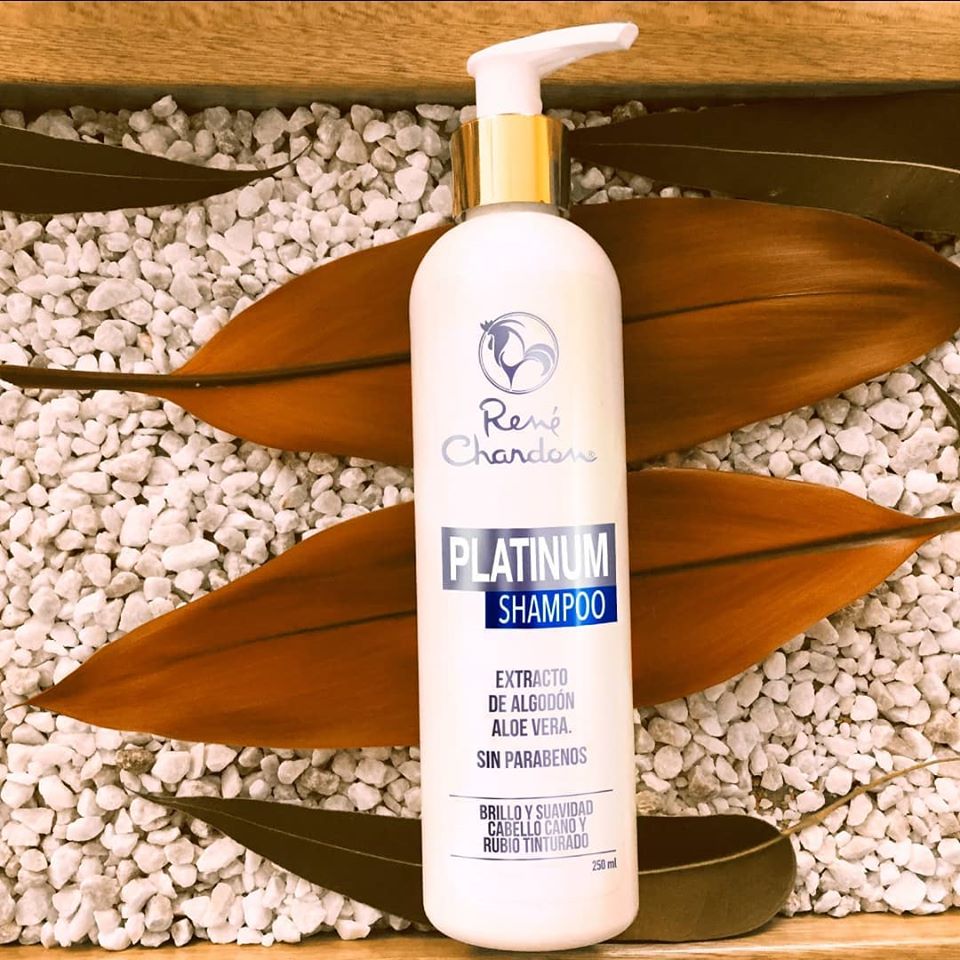 René
Chardon®
PLATINUM
SHAMPOO
EXTRACTO
DE ALGODÓN
ALOE VERA.
SIN PARABENOS
BRILLO Y SUAVIDAD
CABELLO CANO Y
RUBIO TINTURADO
250 ml